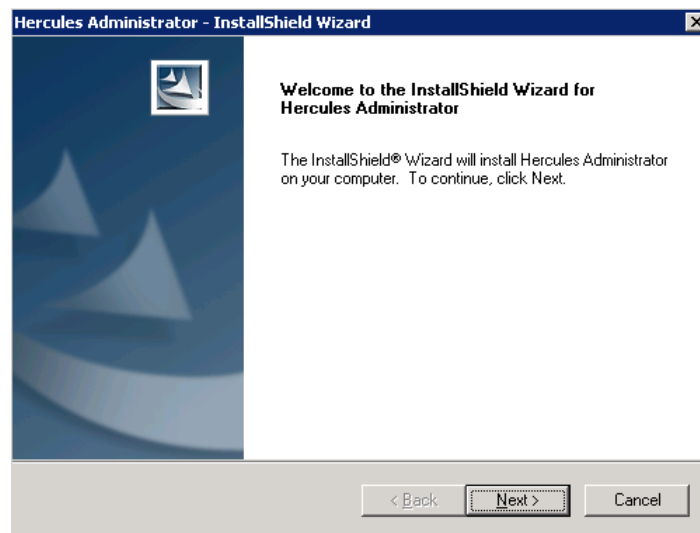 Hercules Administrator - InstallShield Wizard
Welcome to the InstallShield Wizard for
Hercules Administrator
The InstallShield® Wizard will install Hercules Administrator
on your computer. To continue, click Next.
< Back
Next >
Cancel